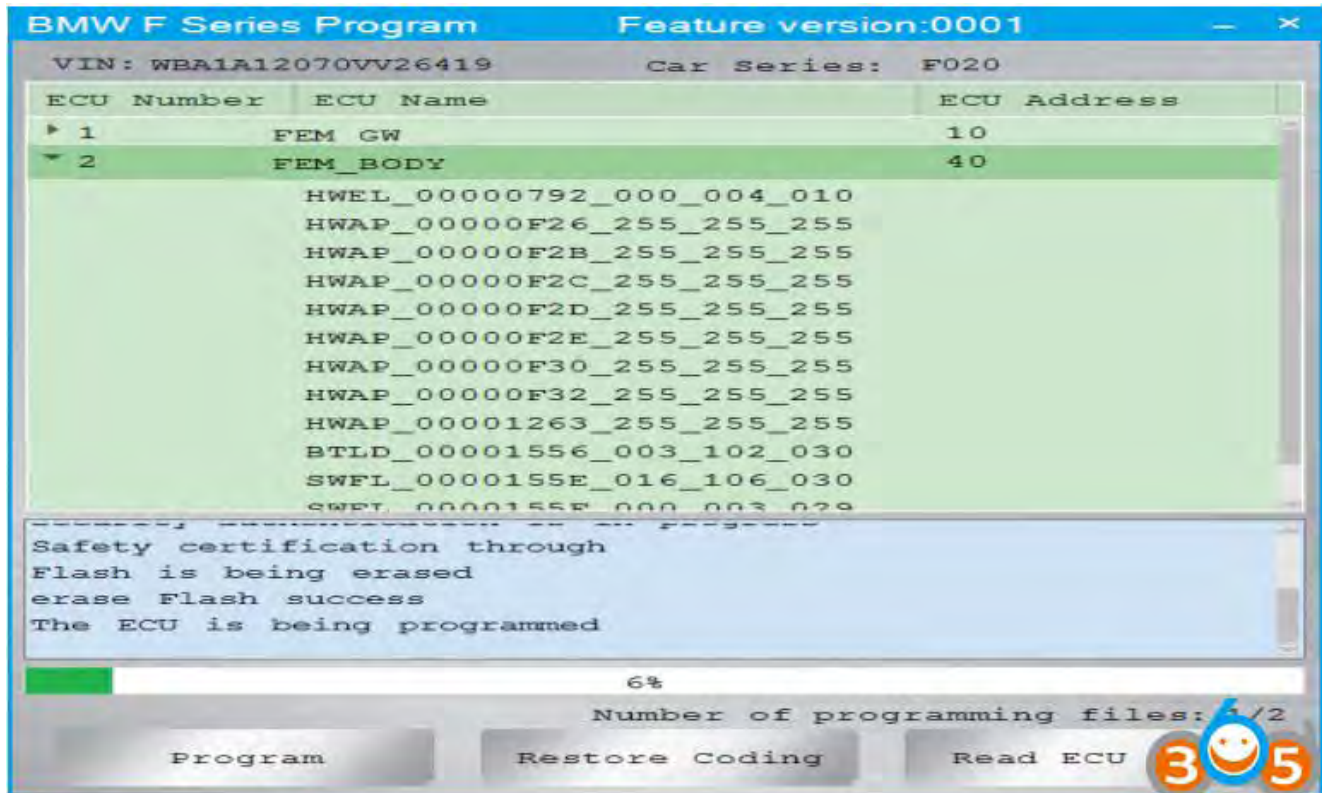 BMW F Series Program Feature version:0001
VIN: WBA1A12070VV26419 Car Series: F020
ECU Number ECU Name ECU Address
1 FEM GW 10
2 FEM_BODY 40
HWEL_00000792_000_004_010
HWAP_00000F26_255_255_255
HWAP_00000F2B_255_255_255
HWAP_00000F2C_255_255_255
HWAP_00000F2D_255_255_255
HWAP_00000F2E_255_255_255
HWAP_00000F30_255_255_255
HWAP_00000F32_255_255_255
HWAP_00001263_255_255_255
BTLD_00001556_003_102_030
SWFL_0000155E_016_106_030
Safety certification through
Flash is being erased
erase Flash success
The ECU is being programmed
6%
Number of programming files: 1/2
Program Restore Coding Read ECU
365